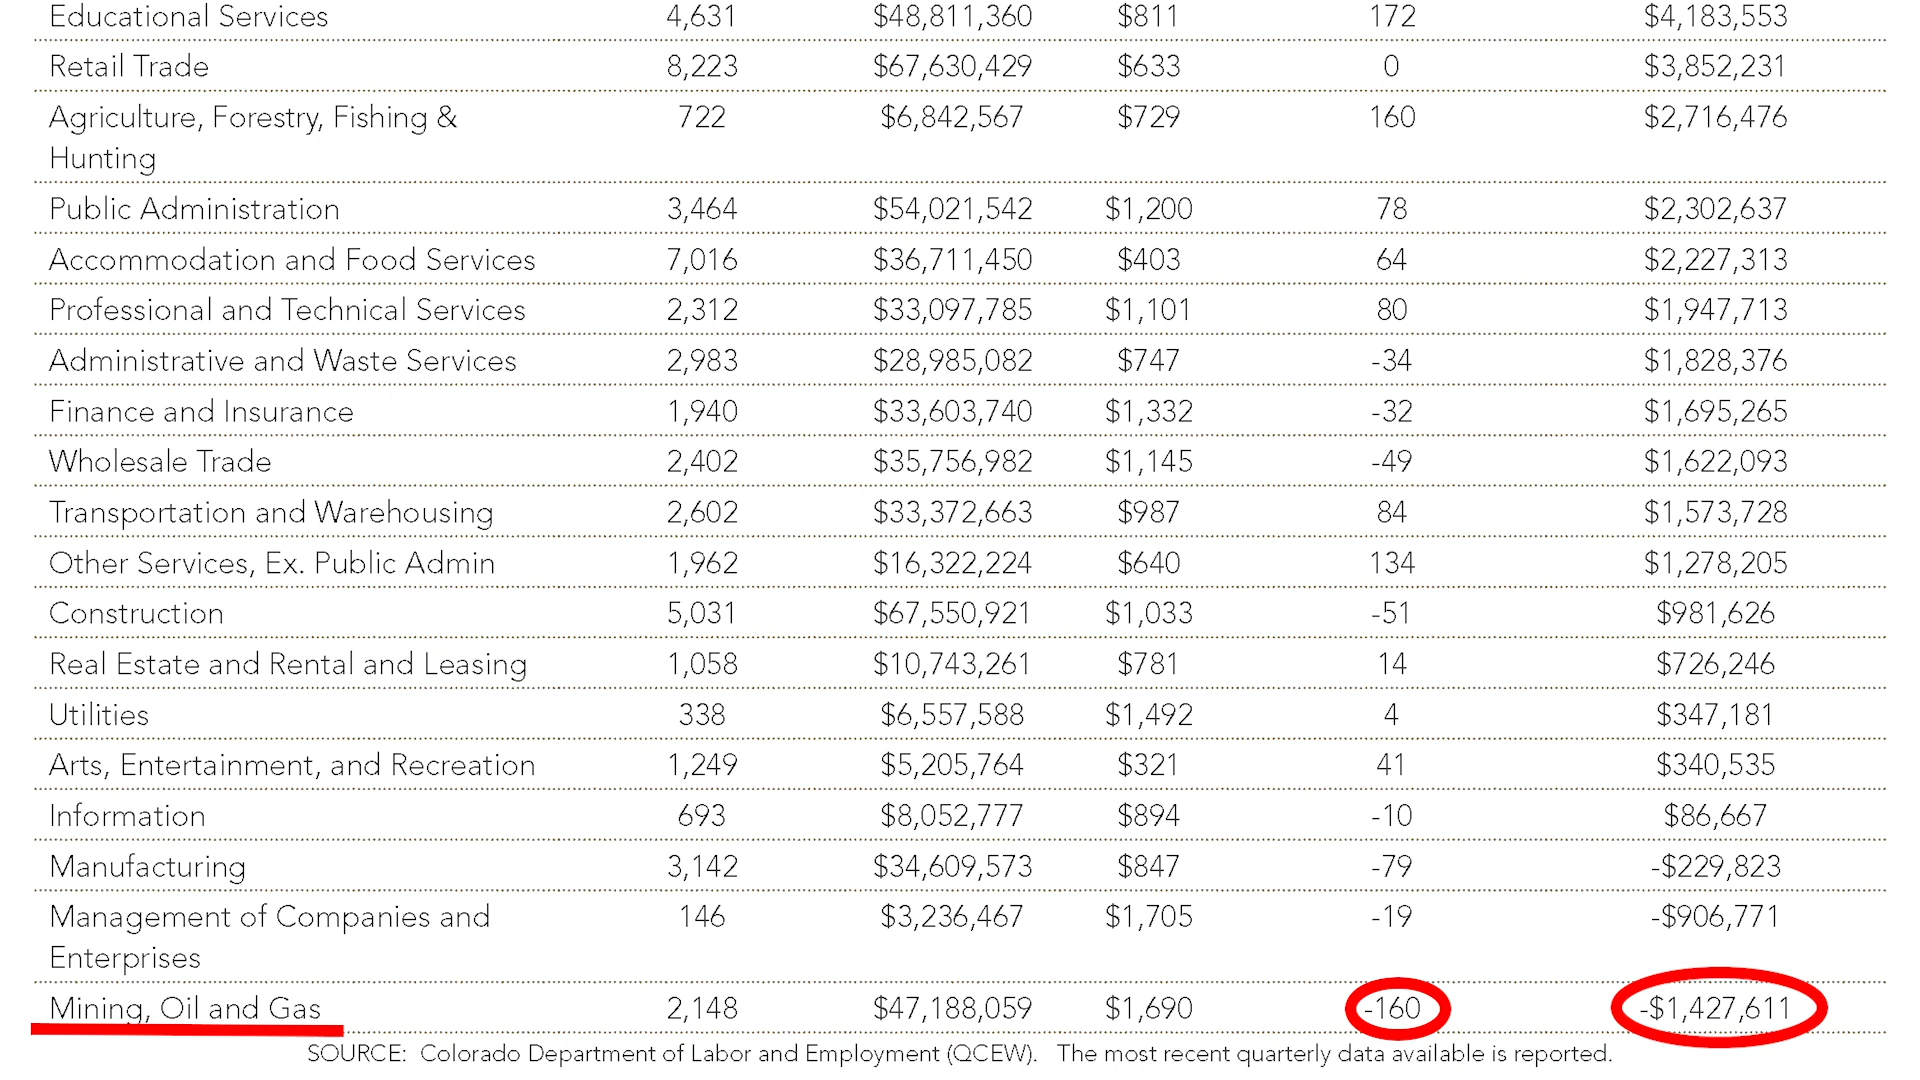 Educational Services 4,631 $48,811,360 $811 172 $4,183,553
Retail Trade 8,223 $67,630,429 $633 0 $3,852,231
Agriculture, Forestry, Fishing & 722 $6,842,567 $729 160 $2,716,476
Hunting
Public Administration 3,464 $54,021,542 $1,200 78 $2,302,637
Accommodation and Food Services 7,016 $36,711,450 $403 64 $2,227,313
Professional and Technical Services 2,312 $33,097,785 $1,101 80 $1,947,713
Administrative and Waste Services 2,983 $28,985,082 $747 -34 $1,828,376
Finance and Insurance 1,940 $33,603,740 $1,332 -32 $1,695,265
Wholesale Trade 2,402 $35,756,982 $1,145 -49 $1,622,093
Transportation and Warehousing 2,602 $33,372,663 $987 84 $1,573,728
Other Services, Ex. Public Admin 1,962 $16,322,224 $640 134 $1,278,205
Construction 5,031 $67,550,921 $1,033 -51 $981,626
Real Estate and Rental and Leasing 1,058 $10,743,261 $781 14 $726,246
Utilities 338 $6,557,588 $1,492 4 $347,181
Arts, Entertainment, and Recreation 1,249 $5,205,764 $321 41 $340,535
Information 693 $8,052,777 $894 -10 $86,667
Manufacturing 3,142 $34,609,573 $847 -79 -$229,823
Management of Companies and 146 $3,236,467 $1,705 -19 -$906,771
Enterprises
Mining, Oil and Gas 2,148 $47,188,059 $1,690 -160 -$1,427,611
SOURCE: Colorado Department of Labor and Employment (QCEW). The most recent quarterly data available is reported.